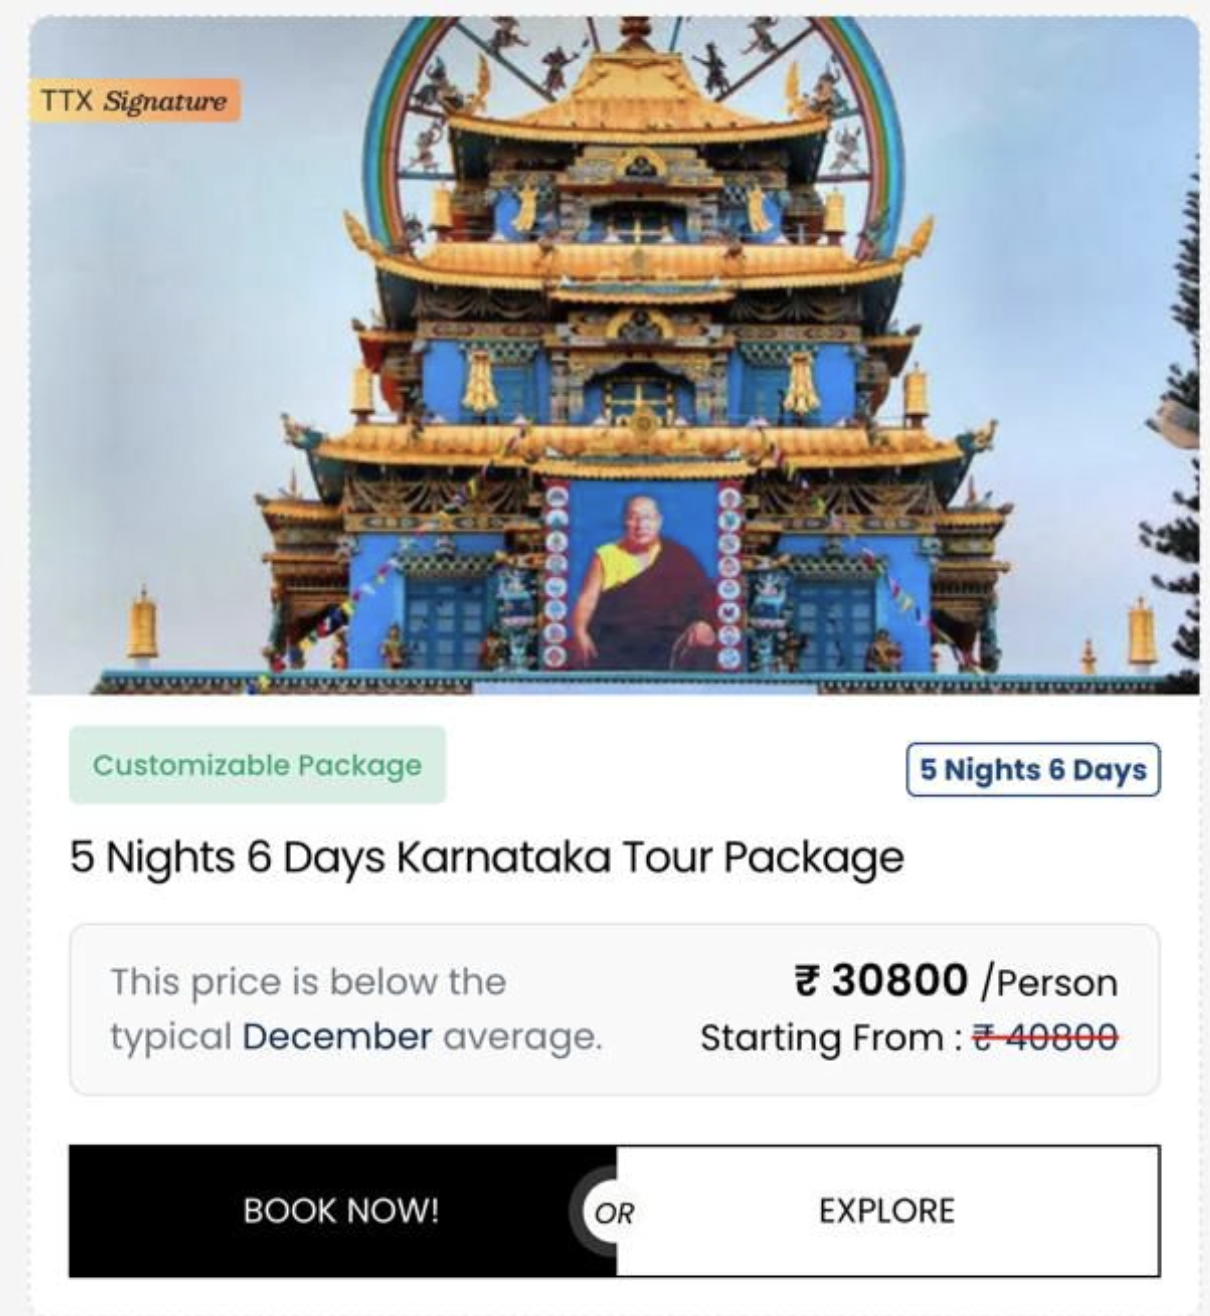 TTX Signature
Customizable Package
5 Nights 6 Days
5 Nights 6 Days Karnataka Tour Package
This price is below the
typical December average.
₹ 30800 /Person
Starting From : ₹ 40800
BOOK NOW!
OR
EXPLORE